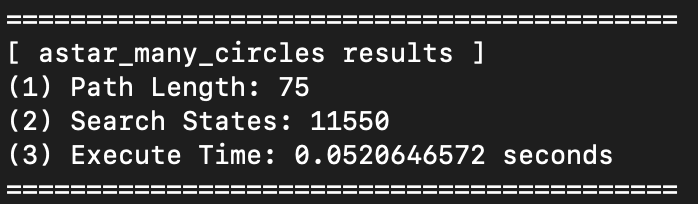 ==========================================
[ astar_many_circles results ]
(1) Path Length: 75
(2) Search States: 11550
(3) Execute Time: 0.0520646572 seconds
==========================================